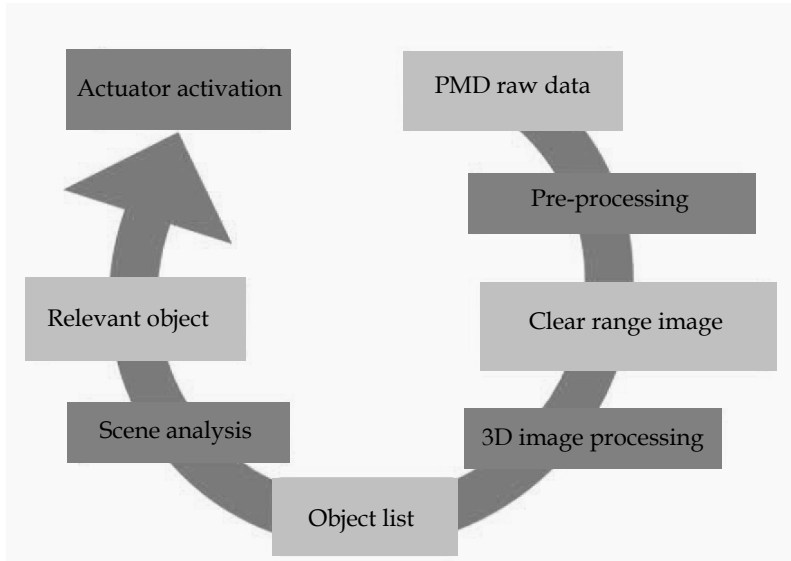 Actuator activation
PMD raw data
Pre-processing
Clear range image
3D image processing
Object list
Scene analysis
Relevant object